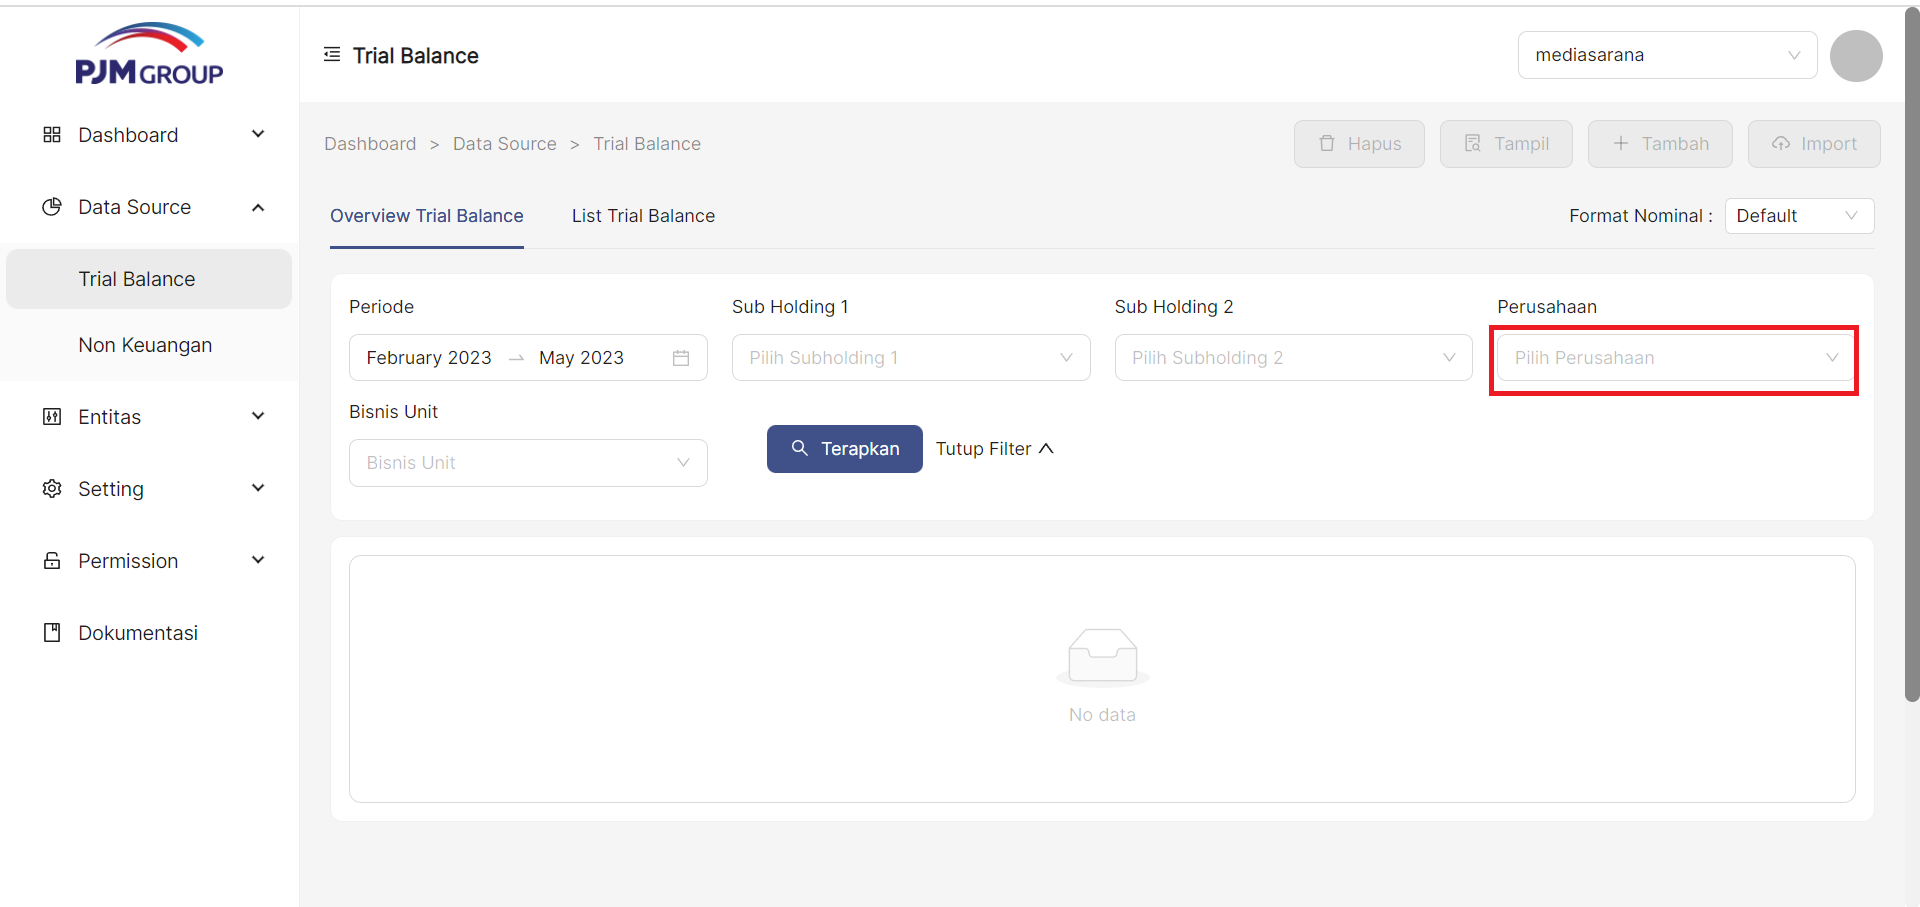 PJM GROUP
Trial Balance
mediasarana
Dashboard
Data Source
Trial Balance
Non Keuangan
Entitas
Setting
Permission
Dokumentasi
Dashboard > Data Source > Trial Balance
Hapus
Tampil
+ Tambah
Import
Overview Trial Balance
List Trial Balance
Format Nominal : Default
Periode
Sub Holding 1
Sub Holding 2
Perusahaan
February 2023 → May 2023
Pilih Subholding 1
Pilih Subholding 2
Pilih Perusahaan
Bisnis Unit
Bisnis Unit
Terapkan
Tutup Filter
No data